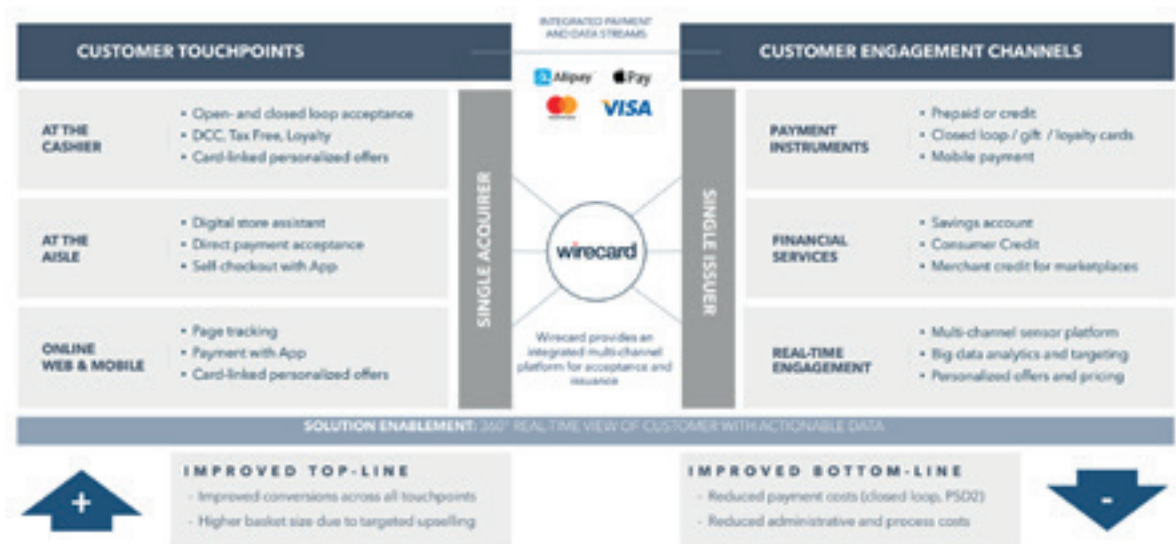 INTEGRATED PAYMENT
AND DATA STREAMS
CUSTOMER TOUCHPOINTS
CUSTOMER ENGAGEMENT CHANNELS
Alipay
Pay
mastercard
VISA
AT THE
CASHIER
• Open- and closed loop acceptance
• DCC, Tax Free, Loyalty
• Card-linked personalized offers
AT THE
AISLE
• Digital store assistant
• Direct payment acceptance
• Self-checkout with App
ONLINE
WEB & MOBILE
• Page tracking
• Payment with App
• Card-linked personalized offers
SINGLE ACQUIRER
wirecard
Wirecard provides an
integrated multi-channel
platform for acceptance and
issuance
SINGLE ISSUER
PAYMENT
INSTRUMENTS
• Prepaid or credit
• Closed loop / gift / loyalty cards
• Mobile payment
FINANCIAL
SERVICES
• Savings account
• Consumer Credit
• Merchant credit for marketplaces
REAL-TIME
ENGAGEMENT
• Multi-channel sensor platform
• Big data analytics and targeting
• Personalized offers and pricing
SOLUTION ENABLEMENT: 360° REAL TIME VIEW OF CUSTOMER WITH ACTIONABLE DATA
+
IMPROVED TOP-LINE
- Improved conversions across all touchpoints
- Higher basket size due to targeted upselling
IMPROVED BOTTOM-LINE
- Reduced payment costs (closed loop, PSD2)
- Reduced administrative and process costs
-